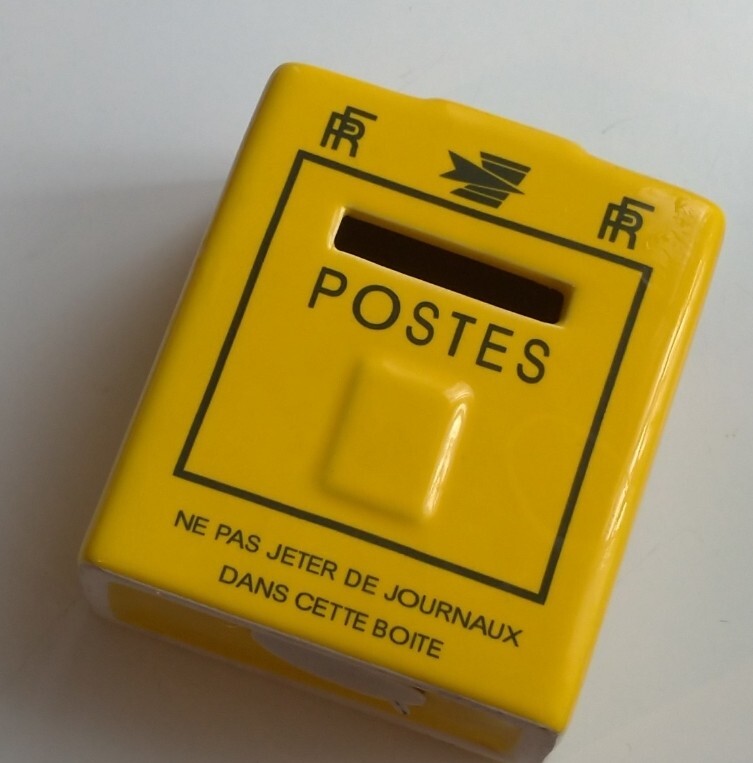 RF
RF
POSTES
NE PAS JETER DE JOURNAUX
DANS CETTE BOITE